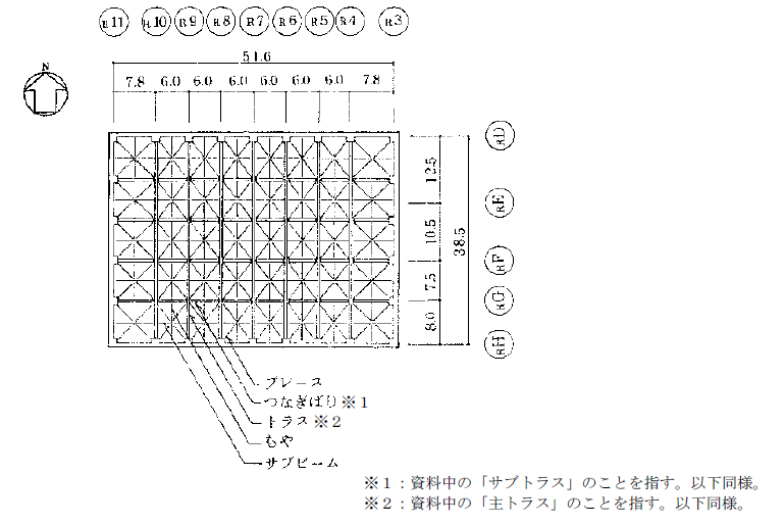 R11 R10 R9 R8 R7 R6 R5 R4 R3
51.6
7.8 6.0 6.0 6.0 6.0 6.0 6.0 7.8
N
RD
RE
RF
RG
RH
12.5
10.5
7.5
8.0
38.5
ブレース
つなぎばり※1
トラス※2
もや
サブビーム
※1:資料中の「サブトラス」のことを指す。以下同様。
※2:資料中の「主トラス」のことを指す。以下同様。